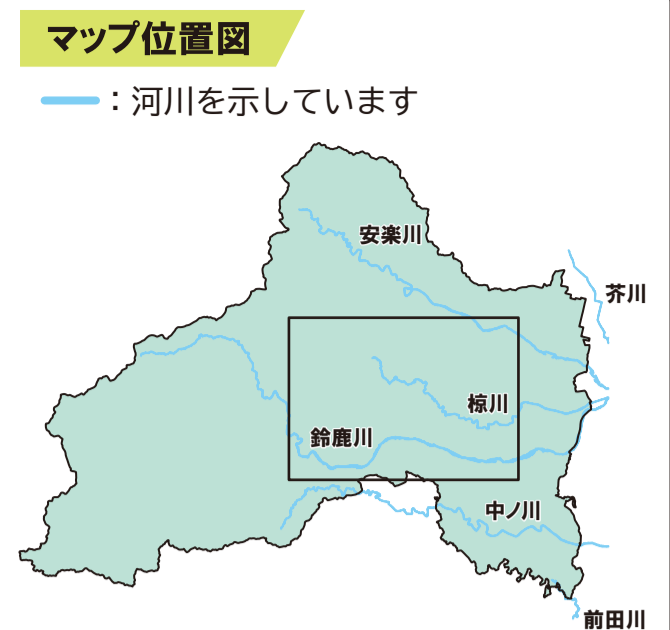 マップ位置図
：河川を示しています
安楽川
芥川
椋川
鈴鹿川
中ノ川
前田川